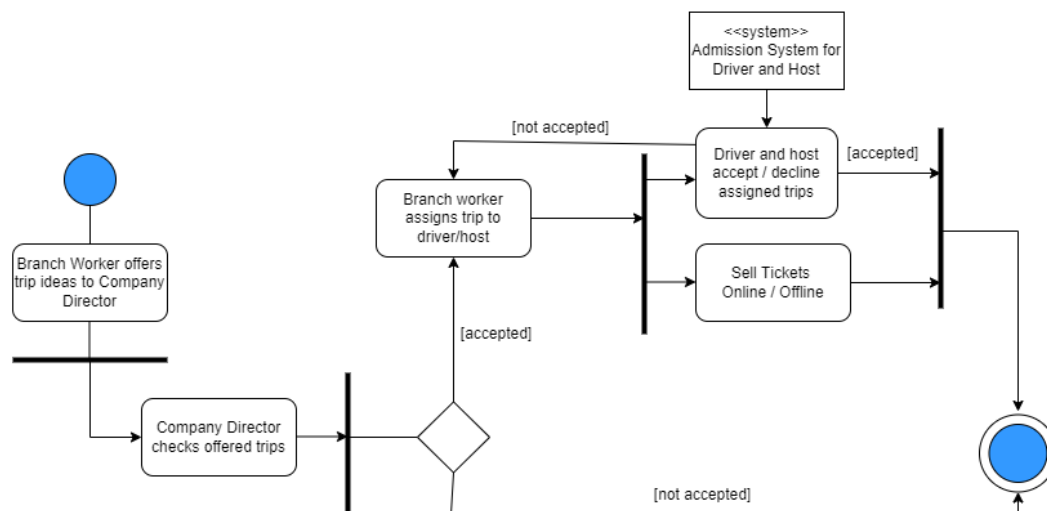 <<system>>
Admission System for
Driver and Host
[not accepted]
Driver and host
accept / decline
assigned trips
[accepted]
Branch worker
assigns trip to
driver/host
Branch Worker offers
trip ideas to Company
Director
Sell Tickets
Online / Offline
[accepted]
Company Director
checks offered trips
[not accepted]